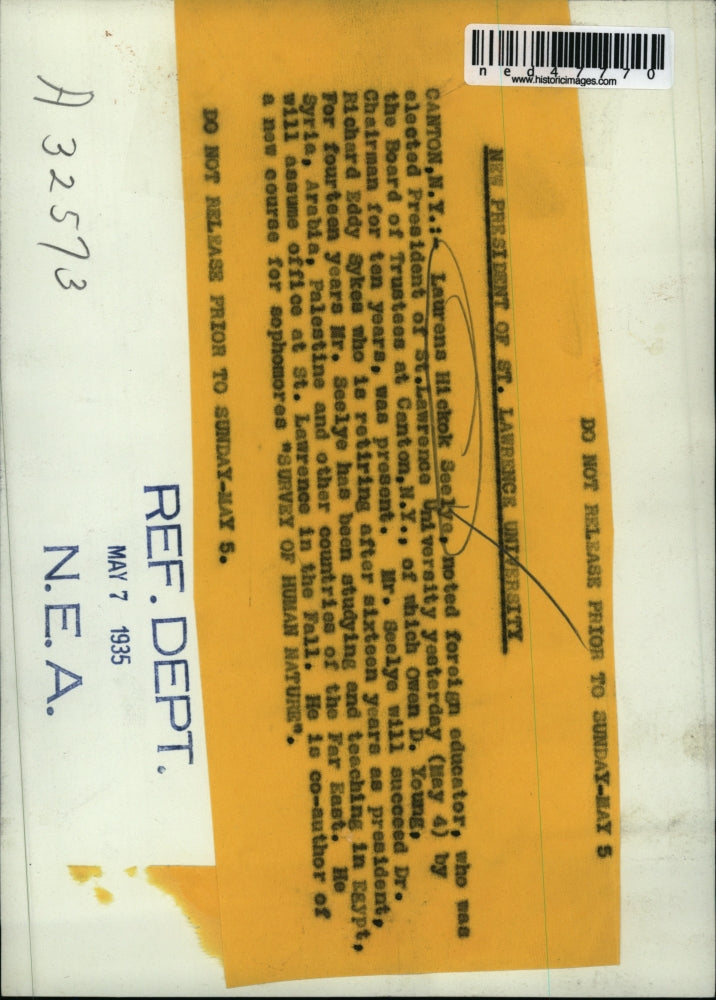 DO NOT RELEASE PRIOR TO SUNDAY-MAY 5
NEW PRESIDENT OF ST. LAWRENCE UNIVERSITY
CANTON,N.Y.:- Laurens Hickok Seelye, noted foreign educator, who was
elected President of St.Lawrence University yesterday (May 4) by
the Board of Trustees at Canton,N.Y., of which Owen D. Young,
Chairman for ten years, was present. Mr. Seelye will succeed Dr.
Richard Eddy Sykes who is retiring after sixteen years as president.
For fourteen years Mr. Seelye has been studying and teaching in Egypt,
Syria, Arabia, Palestine and other countries of the Far East. He
will assume office at St. Lawrence in the Fall. He is co-author of
a new course for sophomores "SURVEY OF HUMAN NATURE".
DO NOT RELEASE PRIOR TO SUNDAY-MAY 5.
REF. DEPT.
MAY 7 1935
N.E.A.
A 32573
ned47770
www.historicimages.com